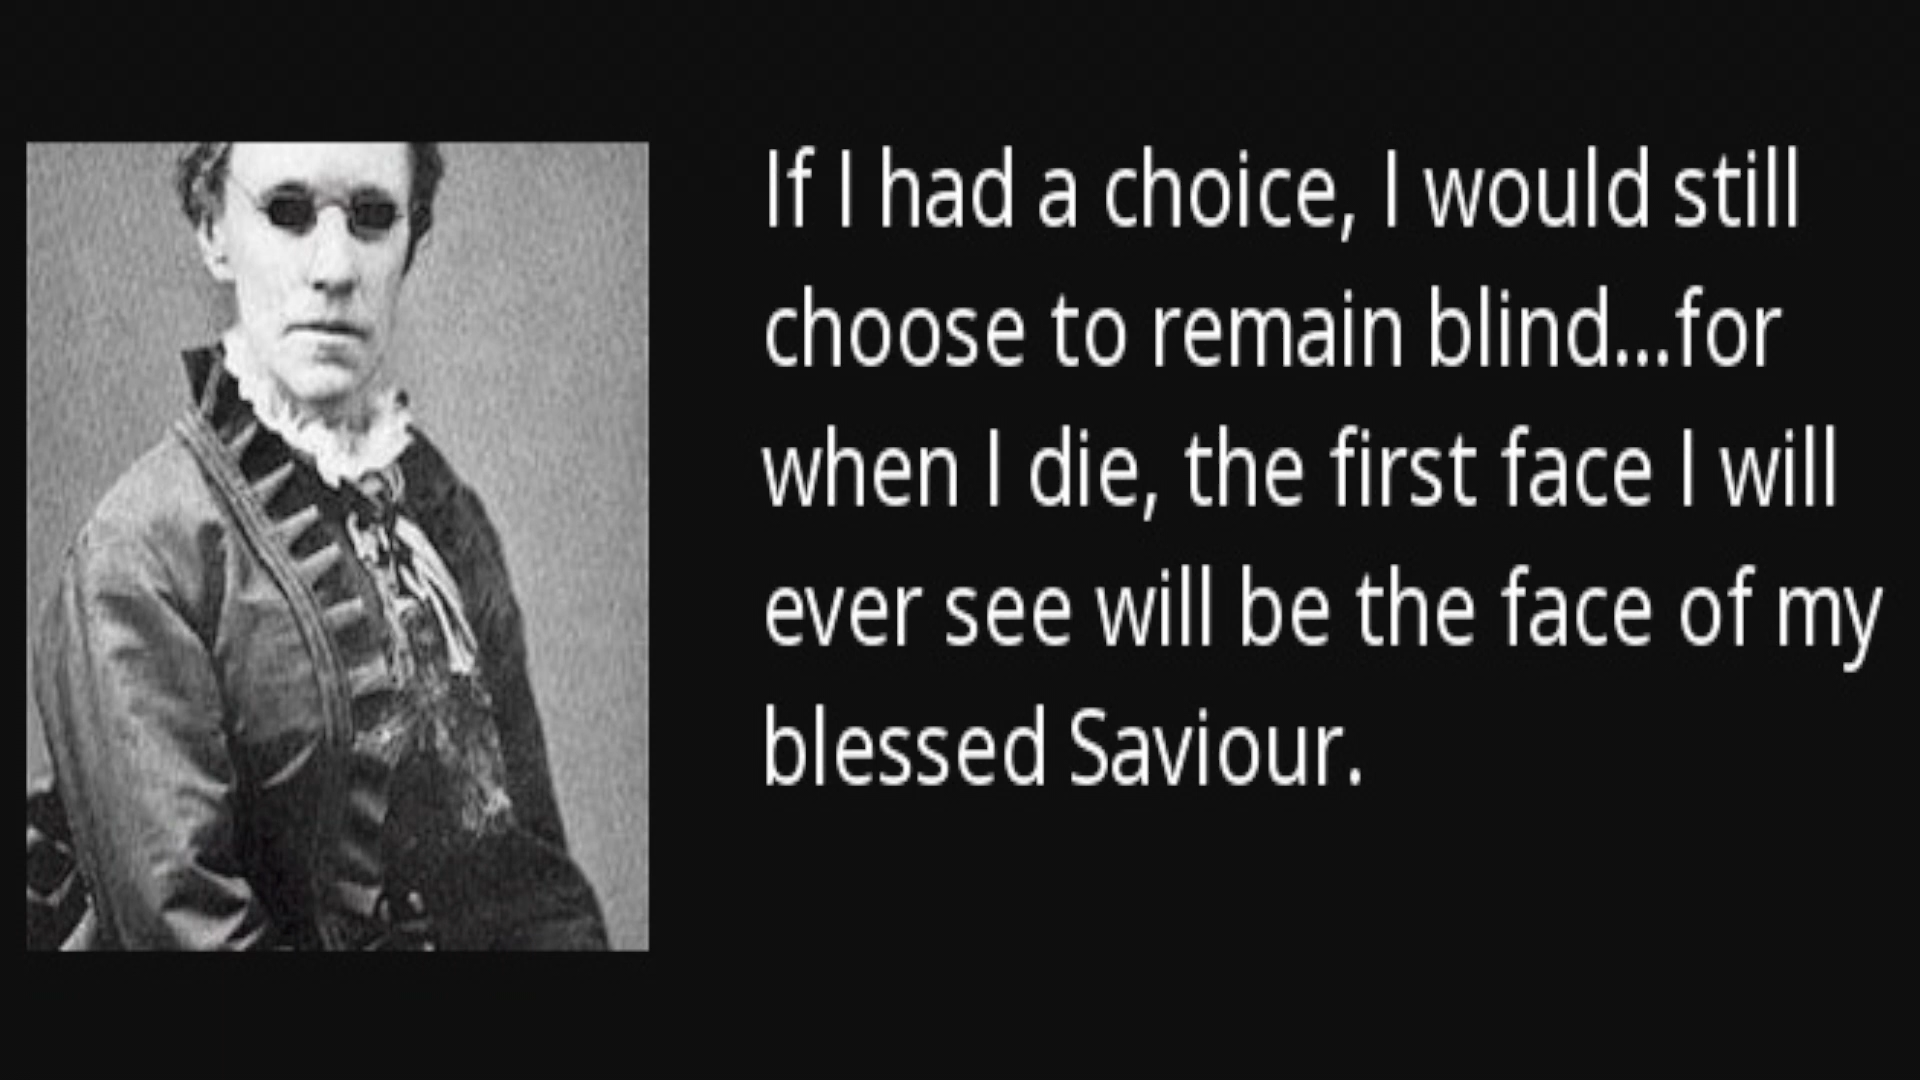 If I had a choice, I would still
choose to remain blind...for
when I die, the first face I will
ever see will be the face of my
blessed Saviour.